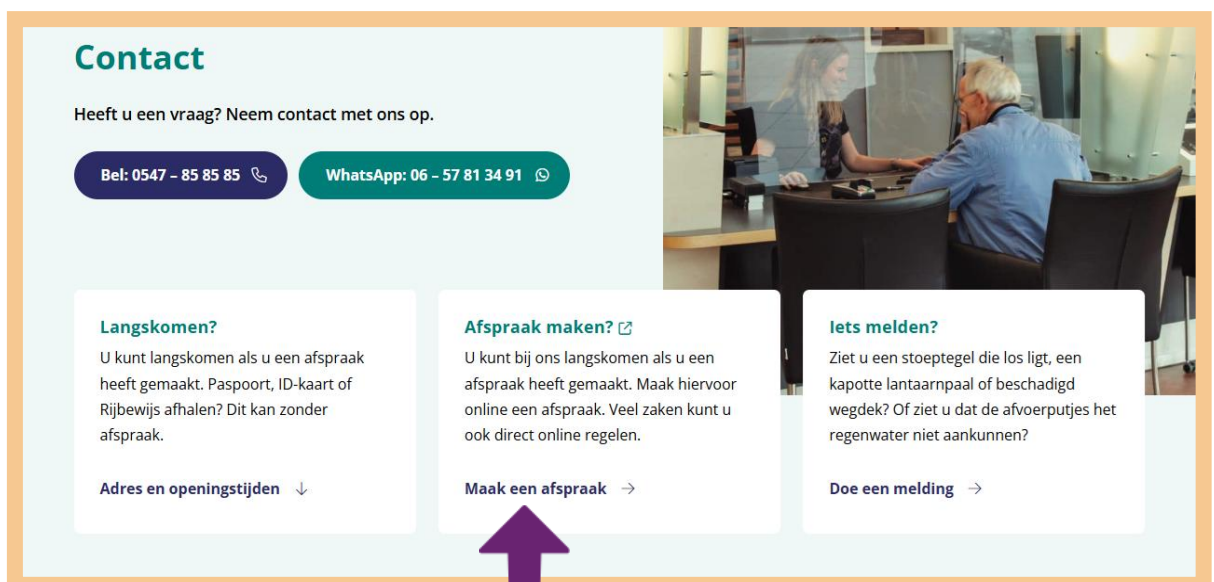 Contact
Heeft u een vraag? Neem contact met ons op.
Bel: 0547 – 85 85 85
WhatsApp: 06 – 57 81 34 91
Langskomen?
U kunt langskomen als u een afspraak
heeft gemaakt. Paspoort, ID-kaart of
Rijbewijs afhalen? Dit kan zonder
afspraak.
Adres en openingstijden ↓
Afspraak maken?
U kunt bij ons langskomen als u een
afspraak heeft gemaakt. Maak hiervoor
online een afspraak. Veel zaken kunt u
ook direct online regelen.
Maak een afspraak →
Iets melden?
Ziet u een stoeptegel die los ligt, een
kapotte lantaarnpaal of beschadigd
wegdek? Of ziet u dat de afvoerputjes het
regenwater niet aankunnen?
Doe een melding →